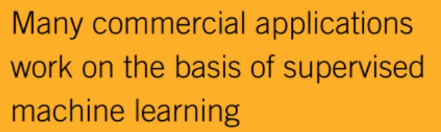 Many commercial applications
work on the basis of supervised
machine learning